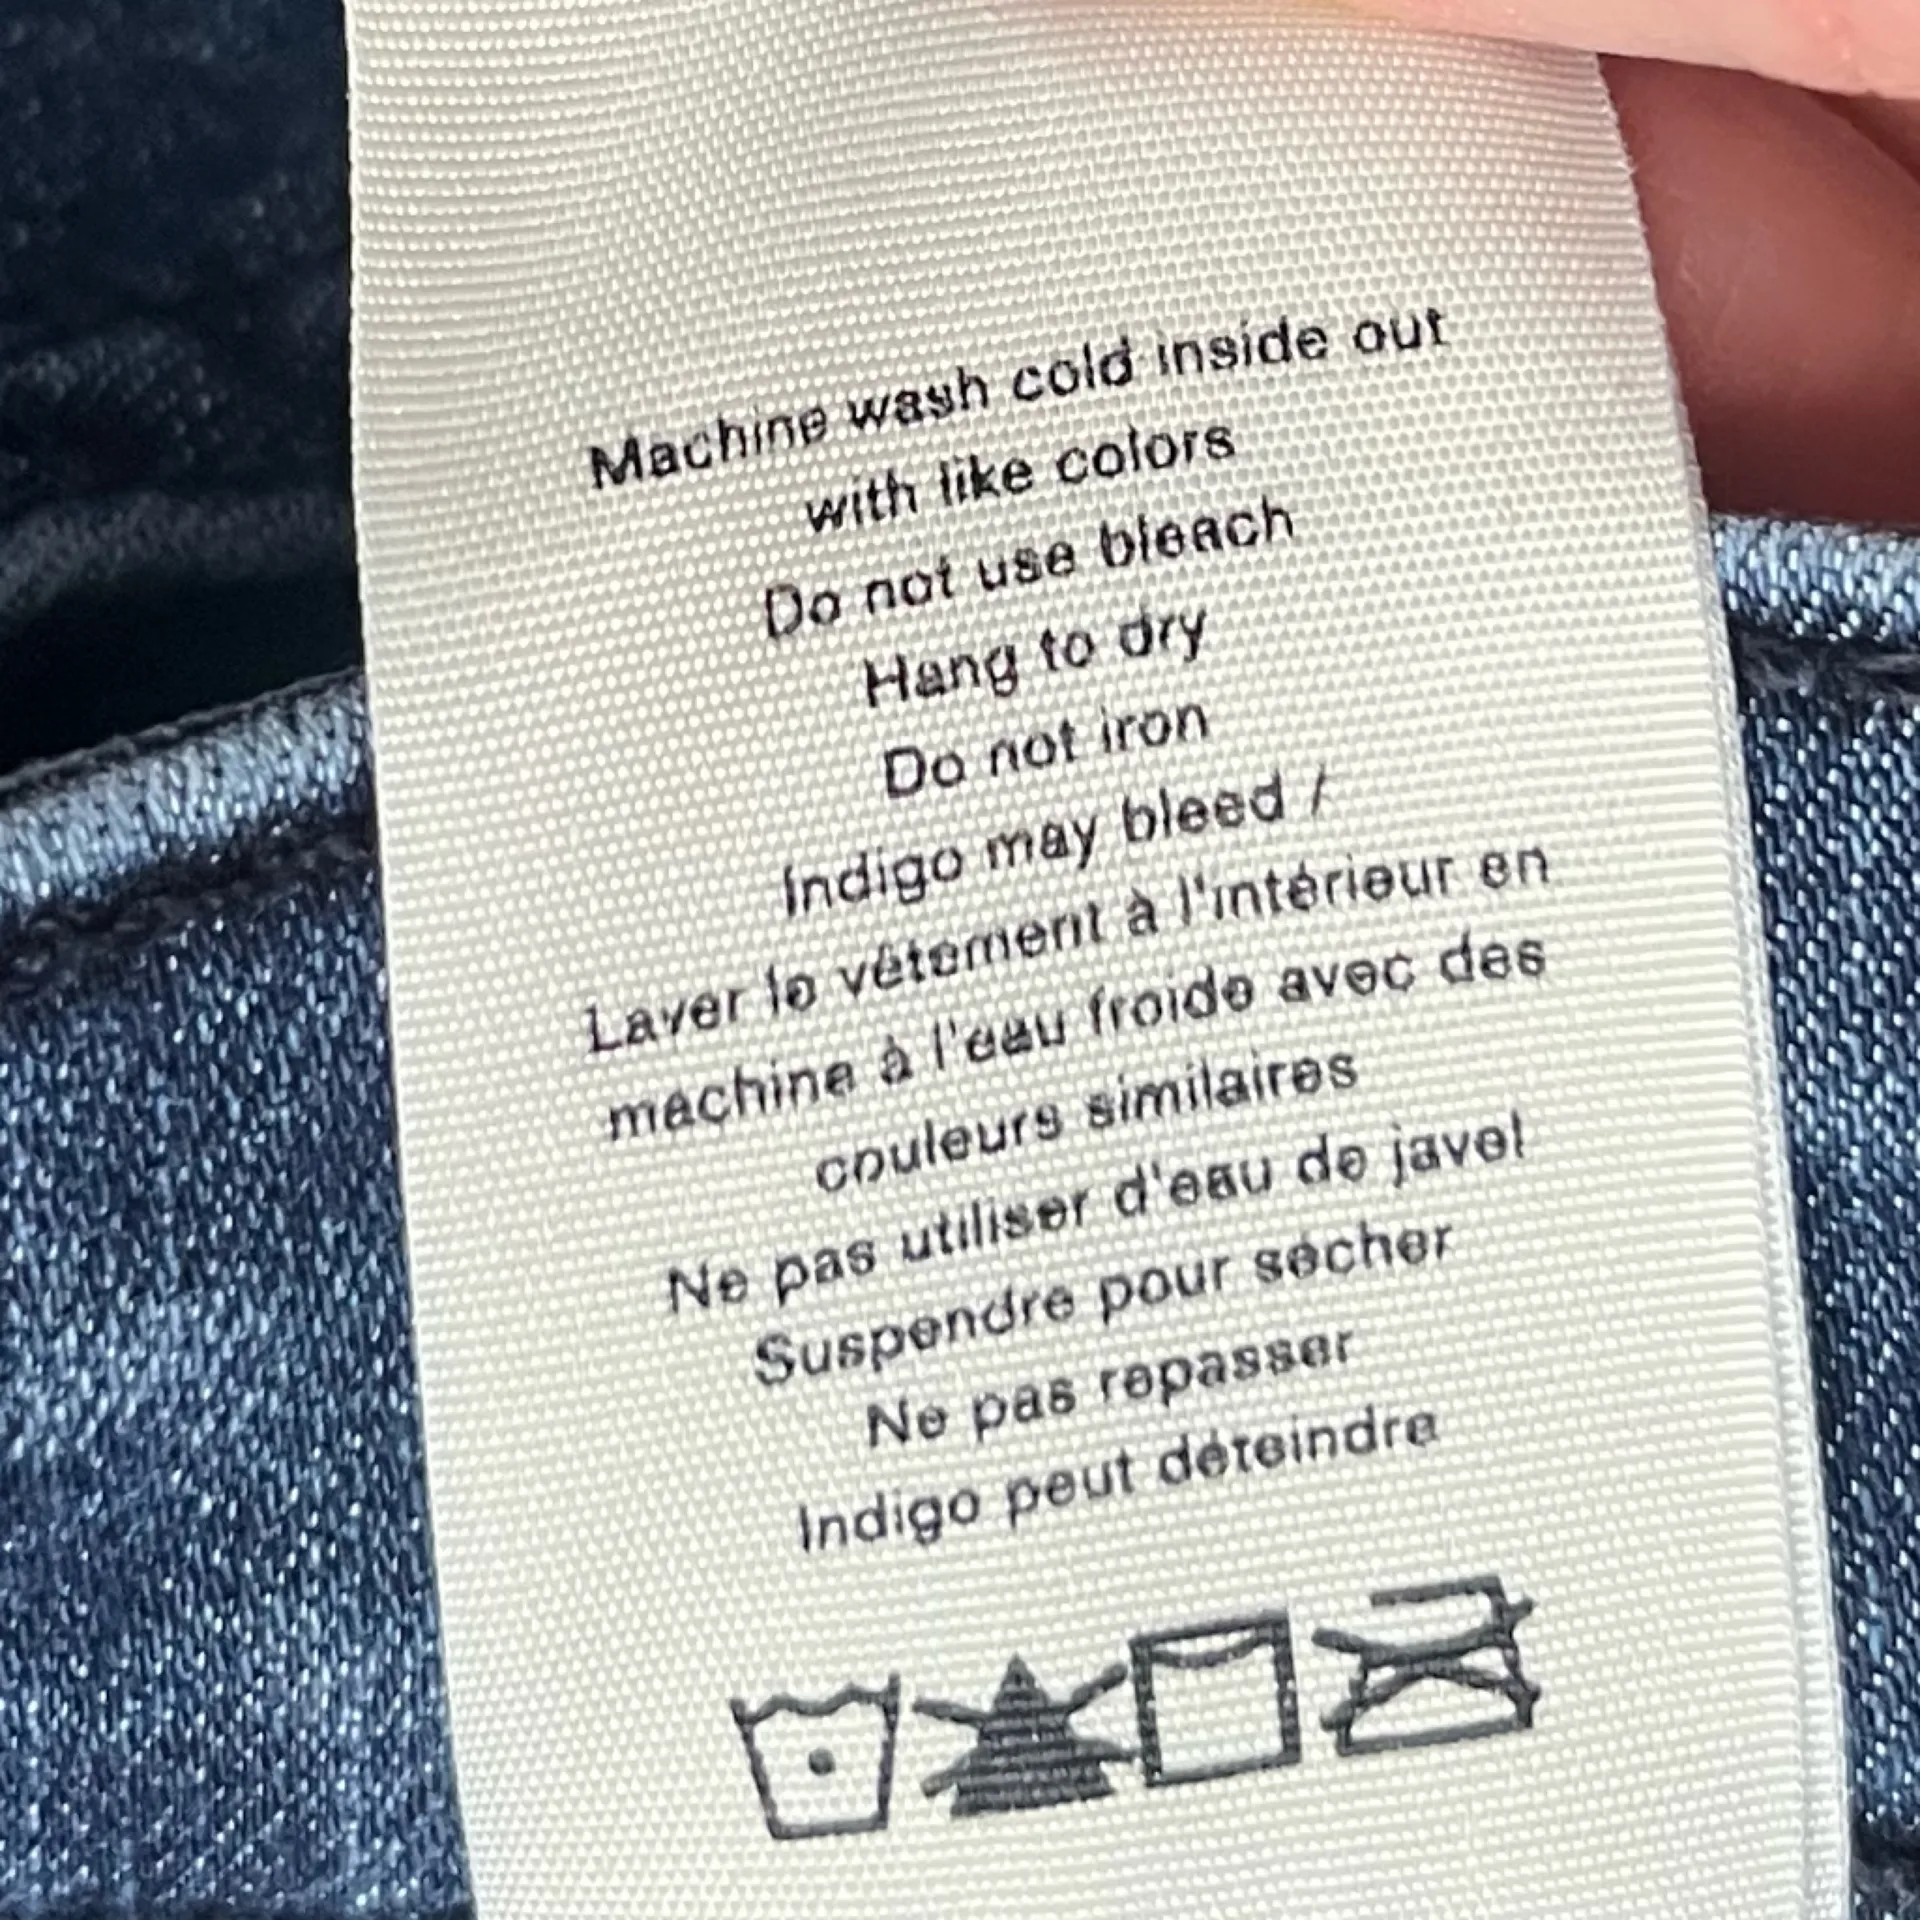 Machine wash cold inside out
with like colors
Do not use bleach
Hang to dry
Do not iron
Indigo may bleed /
Laver le vêtement à l'intérieur en
machine à l'eau froide avec des
couleurs similaires
Ne pas utiliser d'eau de javel
Suspendre pour sécher
Ne pas repasser
Indigo peut déteindre